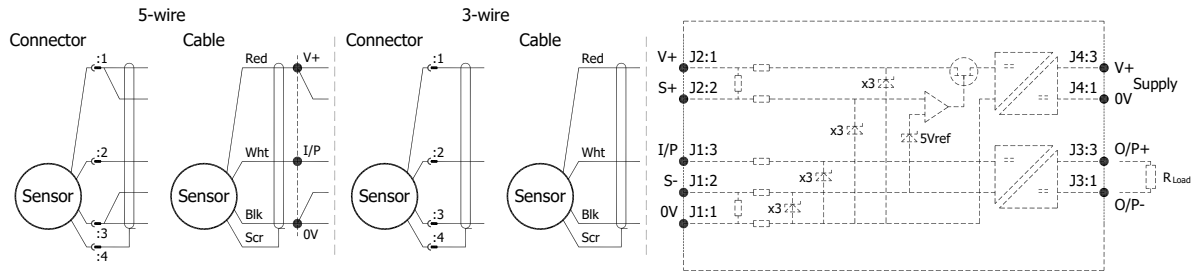 5-wire
3-wire
Connector
Cable
Connector
Cable
:1
Red
V+
:1
Red
:2
Wht
I/P
:2
Wht
Sensor
Sensor
Sensor
Sensor
:3
Blk
:3
Blk
:4
Scr
0V
:4
Scr
V+
J2:1
J4:3
V+
S+
J2:2
x3
J4:1
Supply
0V
x3
5Vref
I/P
J1:3
J3:3
O/P+
S-
J1:2
x3
J3:1
R Load
0V
J1:1
x3
O/P-